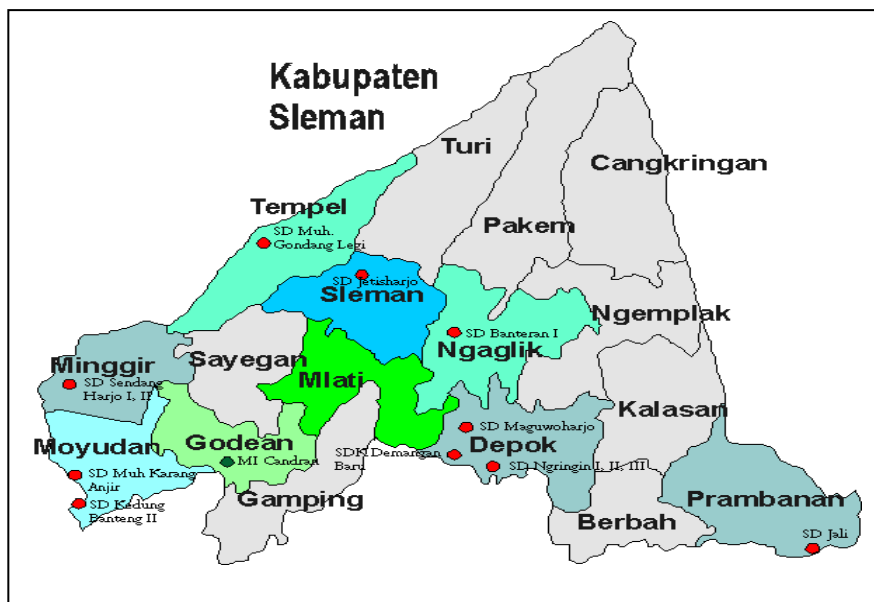 Kabupaten
Sleman
Turi
Cangkringan
Tempel
Pakem
SD Muh.
Gondang Legi
SD Jetisharjo
Sleman
Ngemplak
SD Banteran I
Ngaglik
Minggir
Sayegan
Mlati
SD Sendang
Harjo I, II
Kalasan
SD Maguwoharjo
Moyudan
Godean
Depok
SDK Demangan
Baru
MI Candran
SD Ngringin I, II, III
SD Muh Karang
Anjir
Gamping
Prambanan
SD Kedung
Banteng II
Berbah
SD Jali